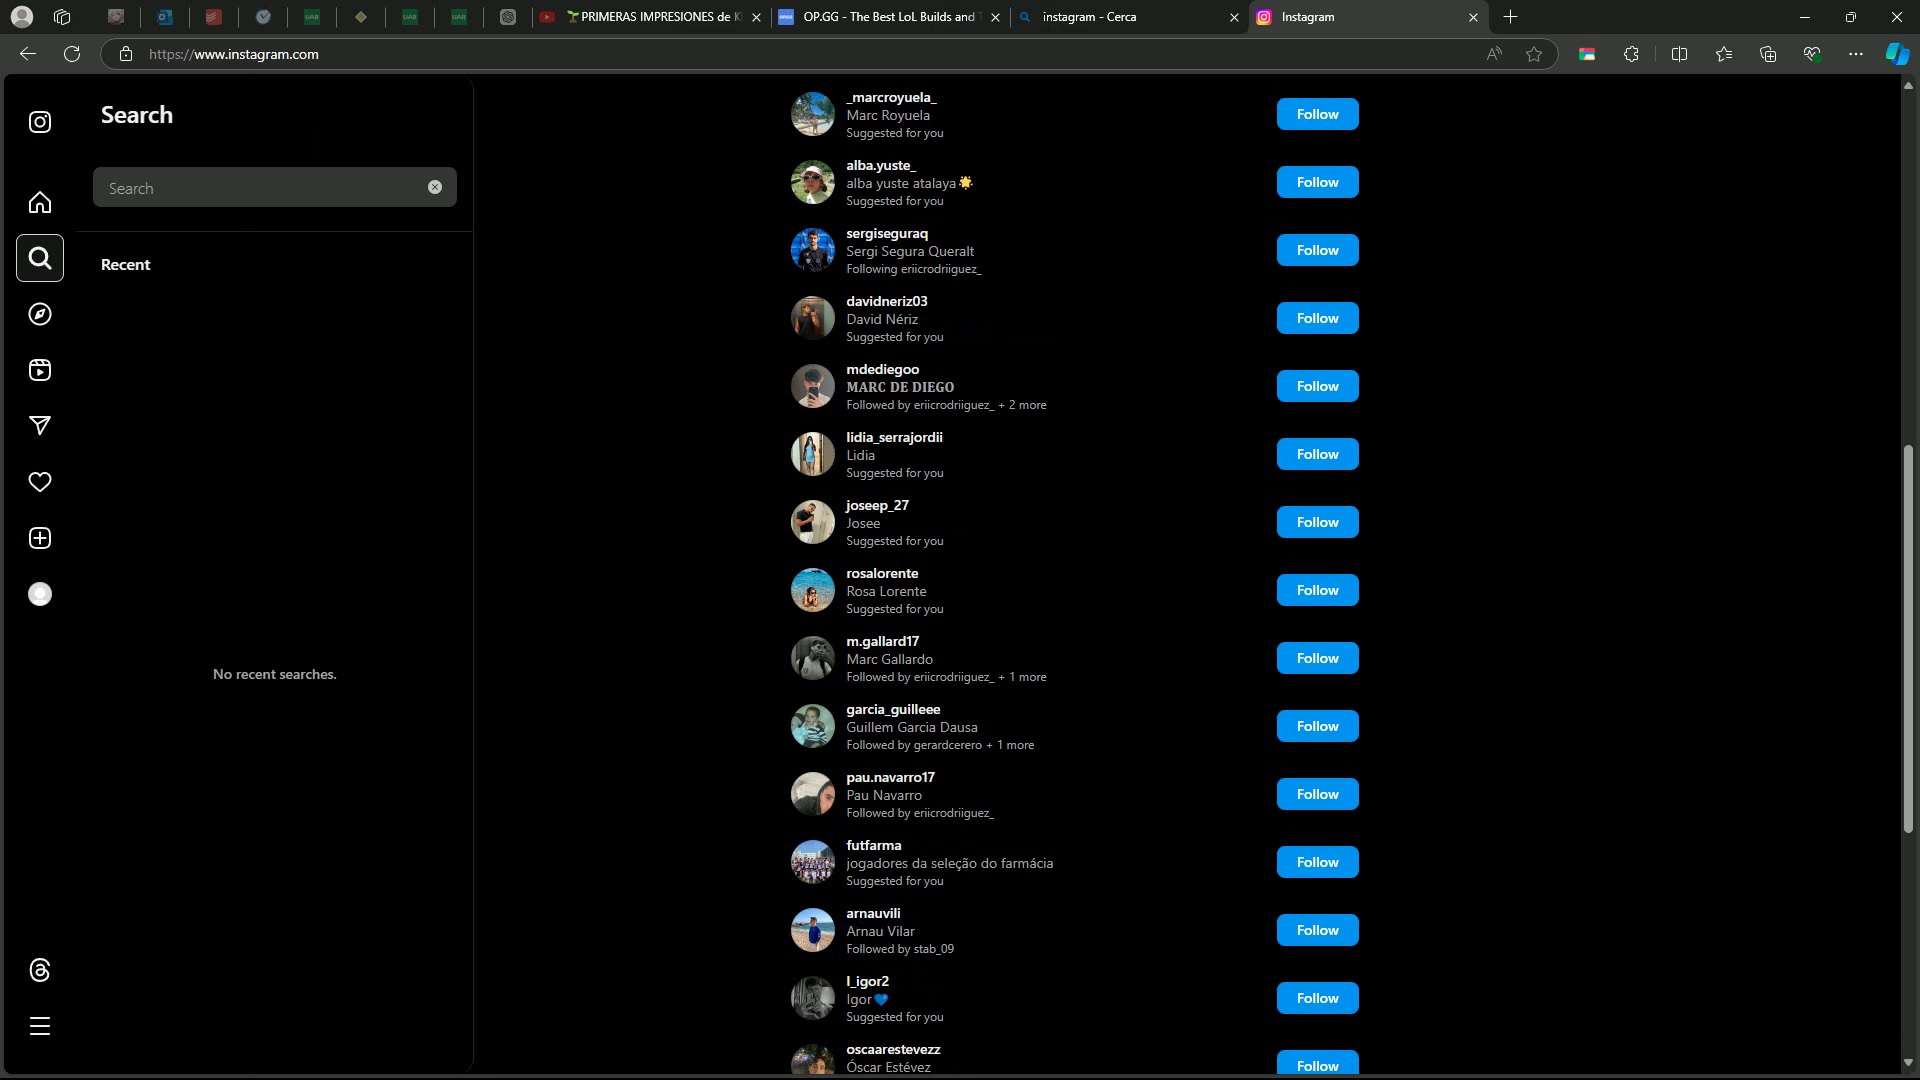 PRIMERAS IMPRESIONES de K
OP.GG - The Best LoL Builds and T
instagram - Cerca
Instagram
https://www.instagram.com
Search
Search
Recent
No recent searches.
_marcroyuela_
Marc Royuela
Suggested for you
Follow
alba.yuste_
alba yuste atalaya🌟
Suggested for you
Follow
sergiseguraq
Sergi Segura Queralt
Following eriicrodriiguez_
Follow
davidneriz03
David Nériz
Suggested for you
Follow
mdediegoo
MARC DE DIEGO
Followed by eriicrodriiguez_ + 2 more
Follow
lidia_serrajordii
Lidia
Suggested for you
Follow
joseep_27
Josee
Suggested for you
Follow
rosalorente
Rosa Lorente
Suggested for you
Follow
m.gallard17
Marc Gallardo
Followed by eriicrodriiguez_ + 1 more
Follow
garcia_guilleee
Guillem Garcia Dausa
Followed by gerardcerero + 1 more
Follow
pau.navarro17
Pau Navarro
Followed by eriicrodriiguez_
Follow
futfarma
jogadores da seleção do farmácia
Suggested for you
Follow
arnauvili
Arnau Vilar
Followed by stab_09
Follow
l_igor2
Igor💙
Suggested for you
Follow
oscaarestevezz
Óscar Estévez
Follow